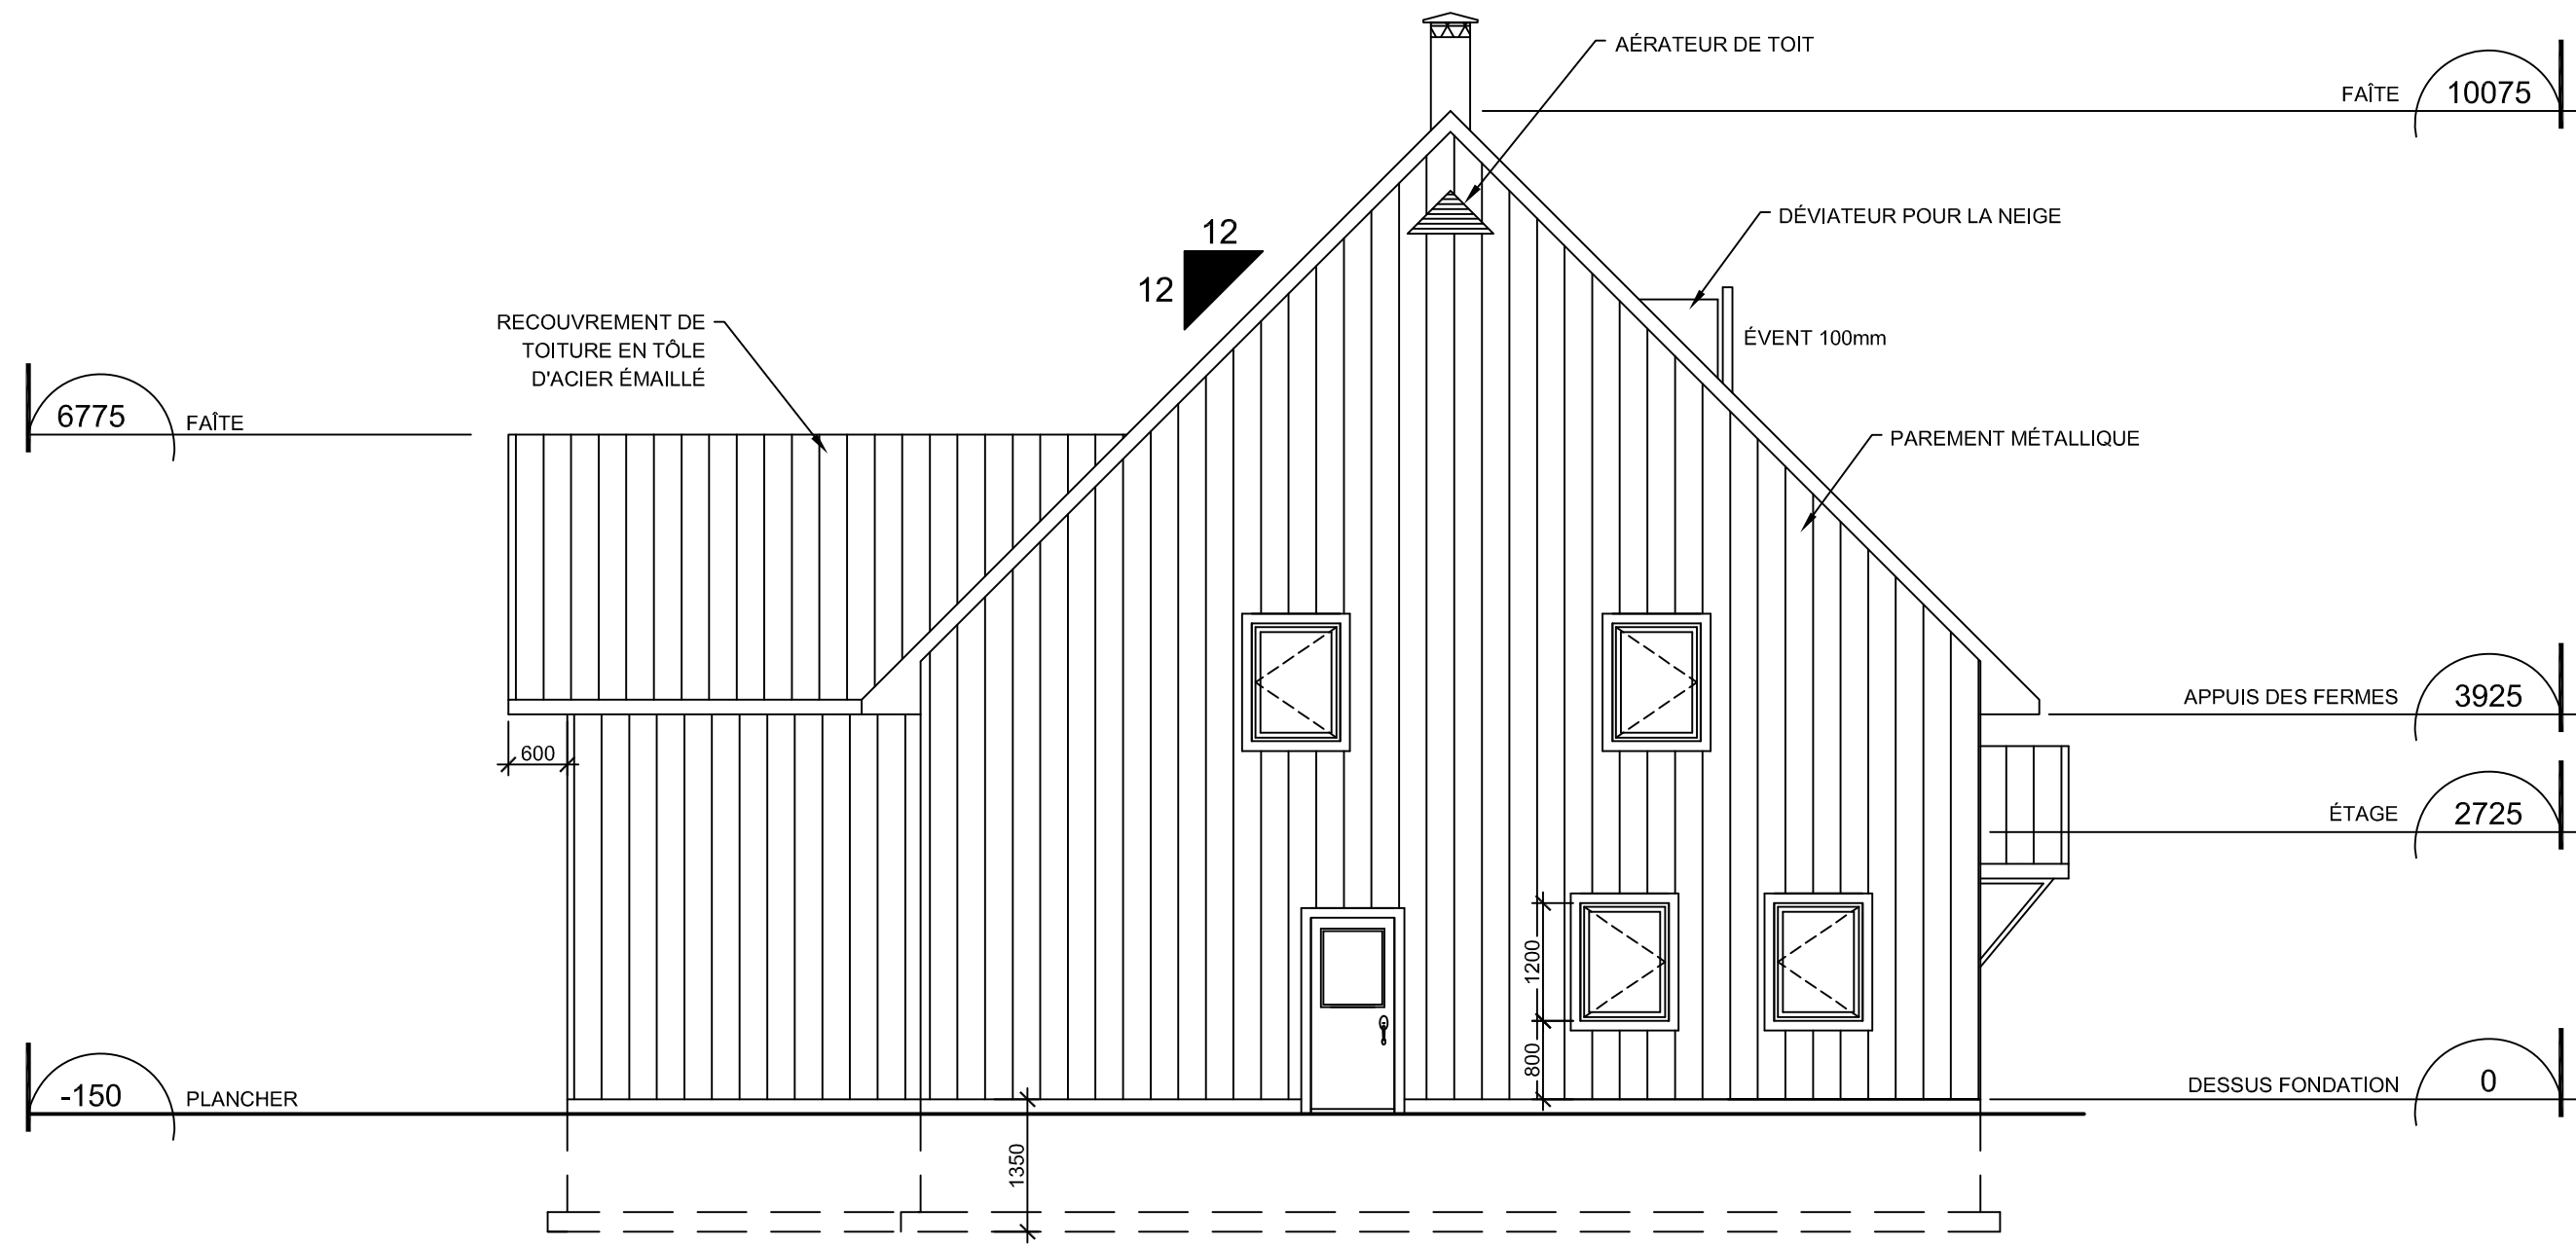 AÉRATEUR DE TOIT
FAÎTE
10075
DÉVIATEUR POUR LA NEIGE
12
12
RECOUVREMENT DE
TOITURE EN TÔLE
D'ACIER ÉMAILLÉ
ÉVENT 100mm
6775
FAÎTE
PAREMENT MÉTALLIQUE
APPUIS DES FERMES
3925
600
ÉTAGE
2725
1200
800
-150
PLANCHER
DESSUS FONDATION
0
1350